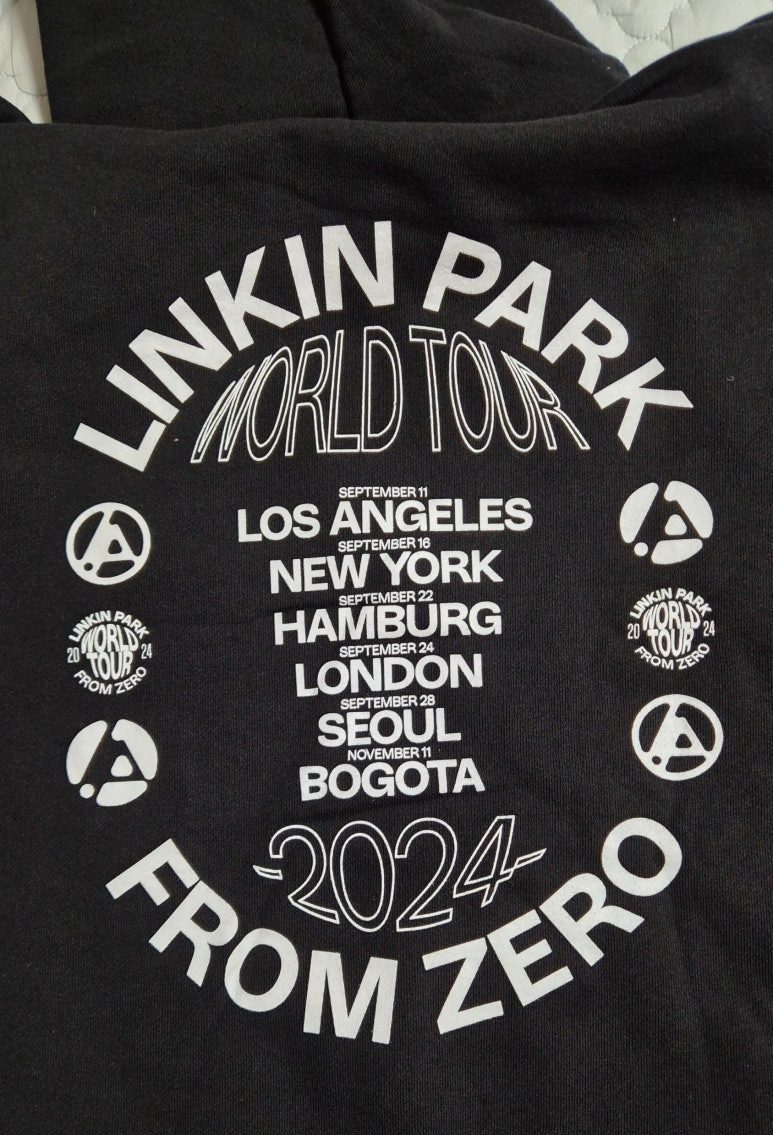 LINKIN PARK
WORLD TOUR
SEPTEMBER 11
LOS ANGELES
SEPTEMBER 16
NEW YORK
SEPTEMBER 22
HAMBURG
SEPTEMBER 24
LONDON
SEPTEMBER 28
SEOUL
NOVEMBER 11
BOGOTA
LINKIN PARK
20 WORLD 24
TOUR
FROM ZERO
LINKIN PARK
20 WORLD 24
TOUR
FROM ZERO
-2024-
FROM ZERO